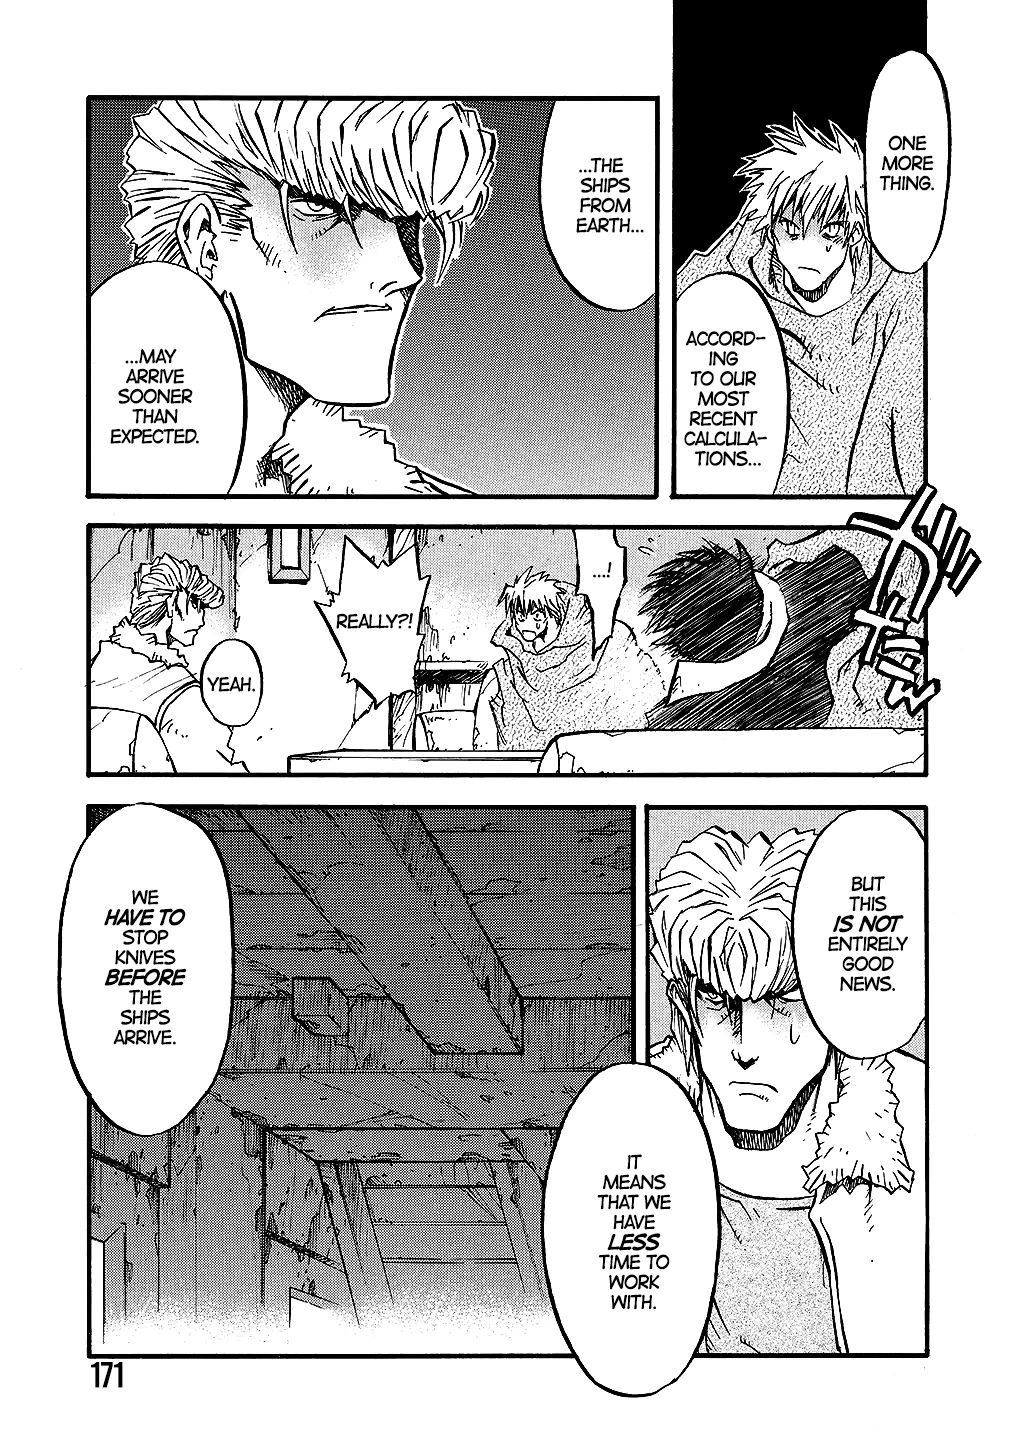 ONE
MORE
THING.
ACCORD-
ING
TO OUR
MOST
RECENT
CALCULA-
TIONS...
...THE
SHIPS
FROM
EARTH...
...MAY
ARRIVE
SOONER
THAN
EXPECTED.
...!
REALLY?!
YEAH.
BUT
THIS
IS NOT
ENTIRELY
GOOD
NEWS.
IT
MEANS
THAT WE
HAVE
LESS
TIME TO
WORK
WITH.
WE
HAVE TO
STOP
KNIVES
BEFORE
THE
SHIPS
ARRIVE.
171